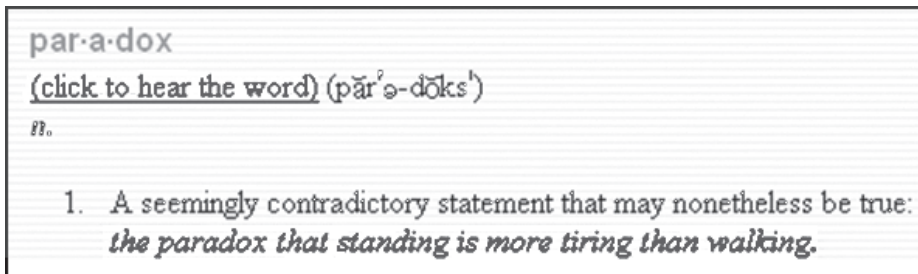 par·a·dox
(click to hear the word) (păr′ə-dŏks′)
n.
1. A seemingly contradictory statement that may nonetheless be true:
the paradox that standing is more tiring than walking.